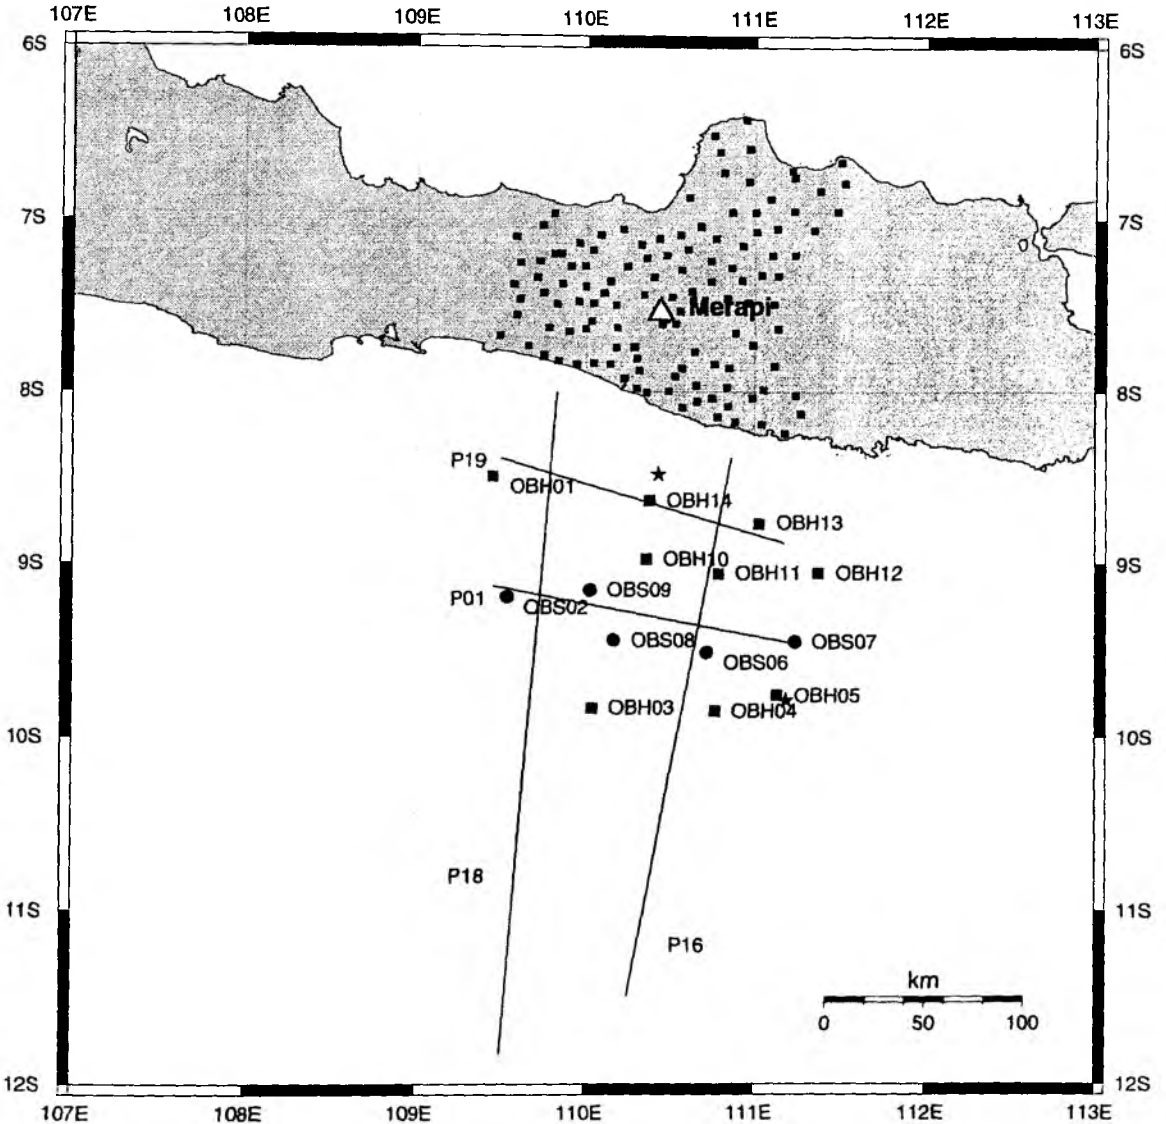 107E 108E 109E 110E 111E 112E 113E
6S 6S
7S 7S
Merapi
8S 8S
P19
OBH01
OBH14
OBH13
9S 9S
OBH10
OBH11
OBH12
P01
OBS02
OBS09
OBS08
OBS07
OBS06
OBH05
OBH03
OBH04
10S 10S
P18
11S 11S
P16
km
0 50 100
12S 12S
107E 108E 109E 110E 111E 112E 113E